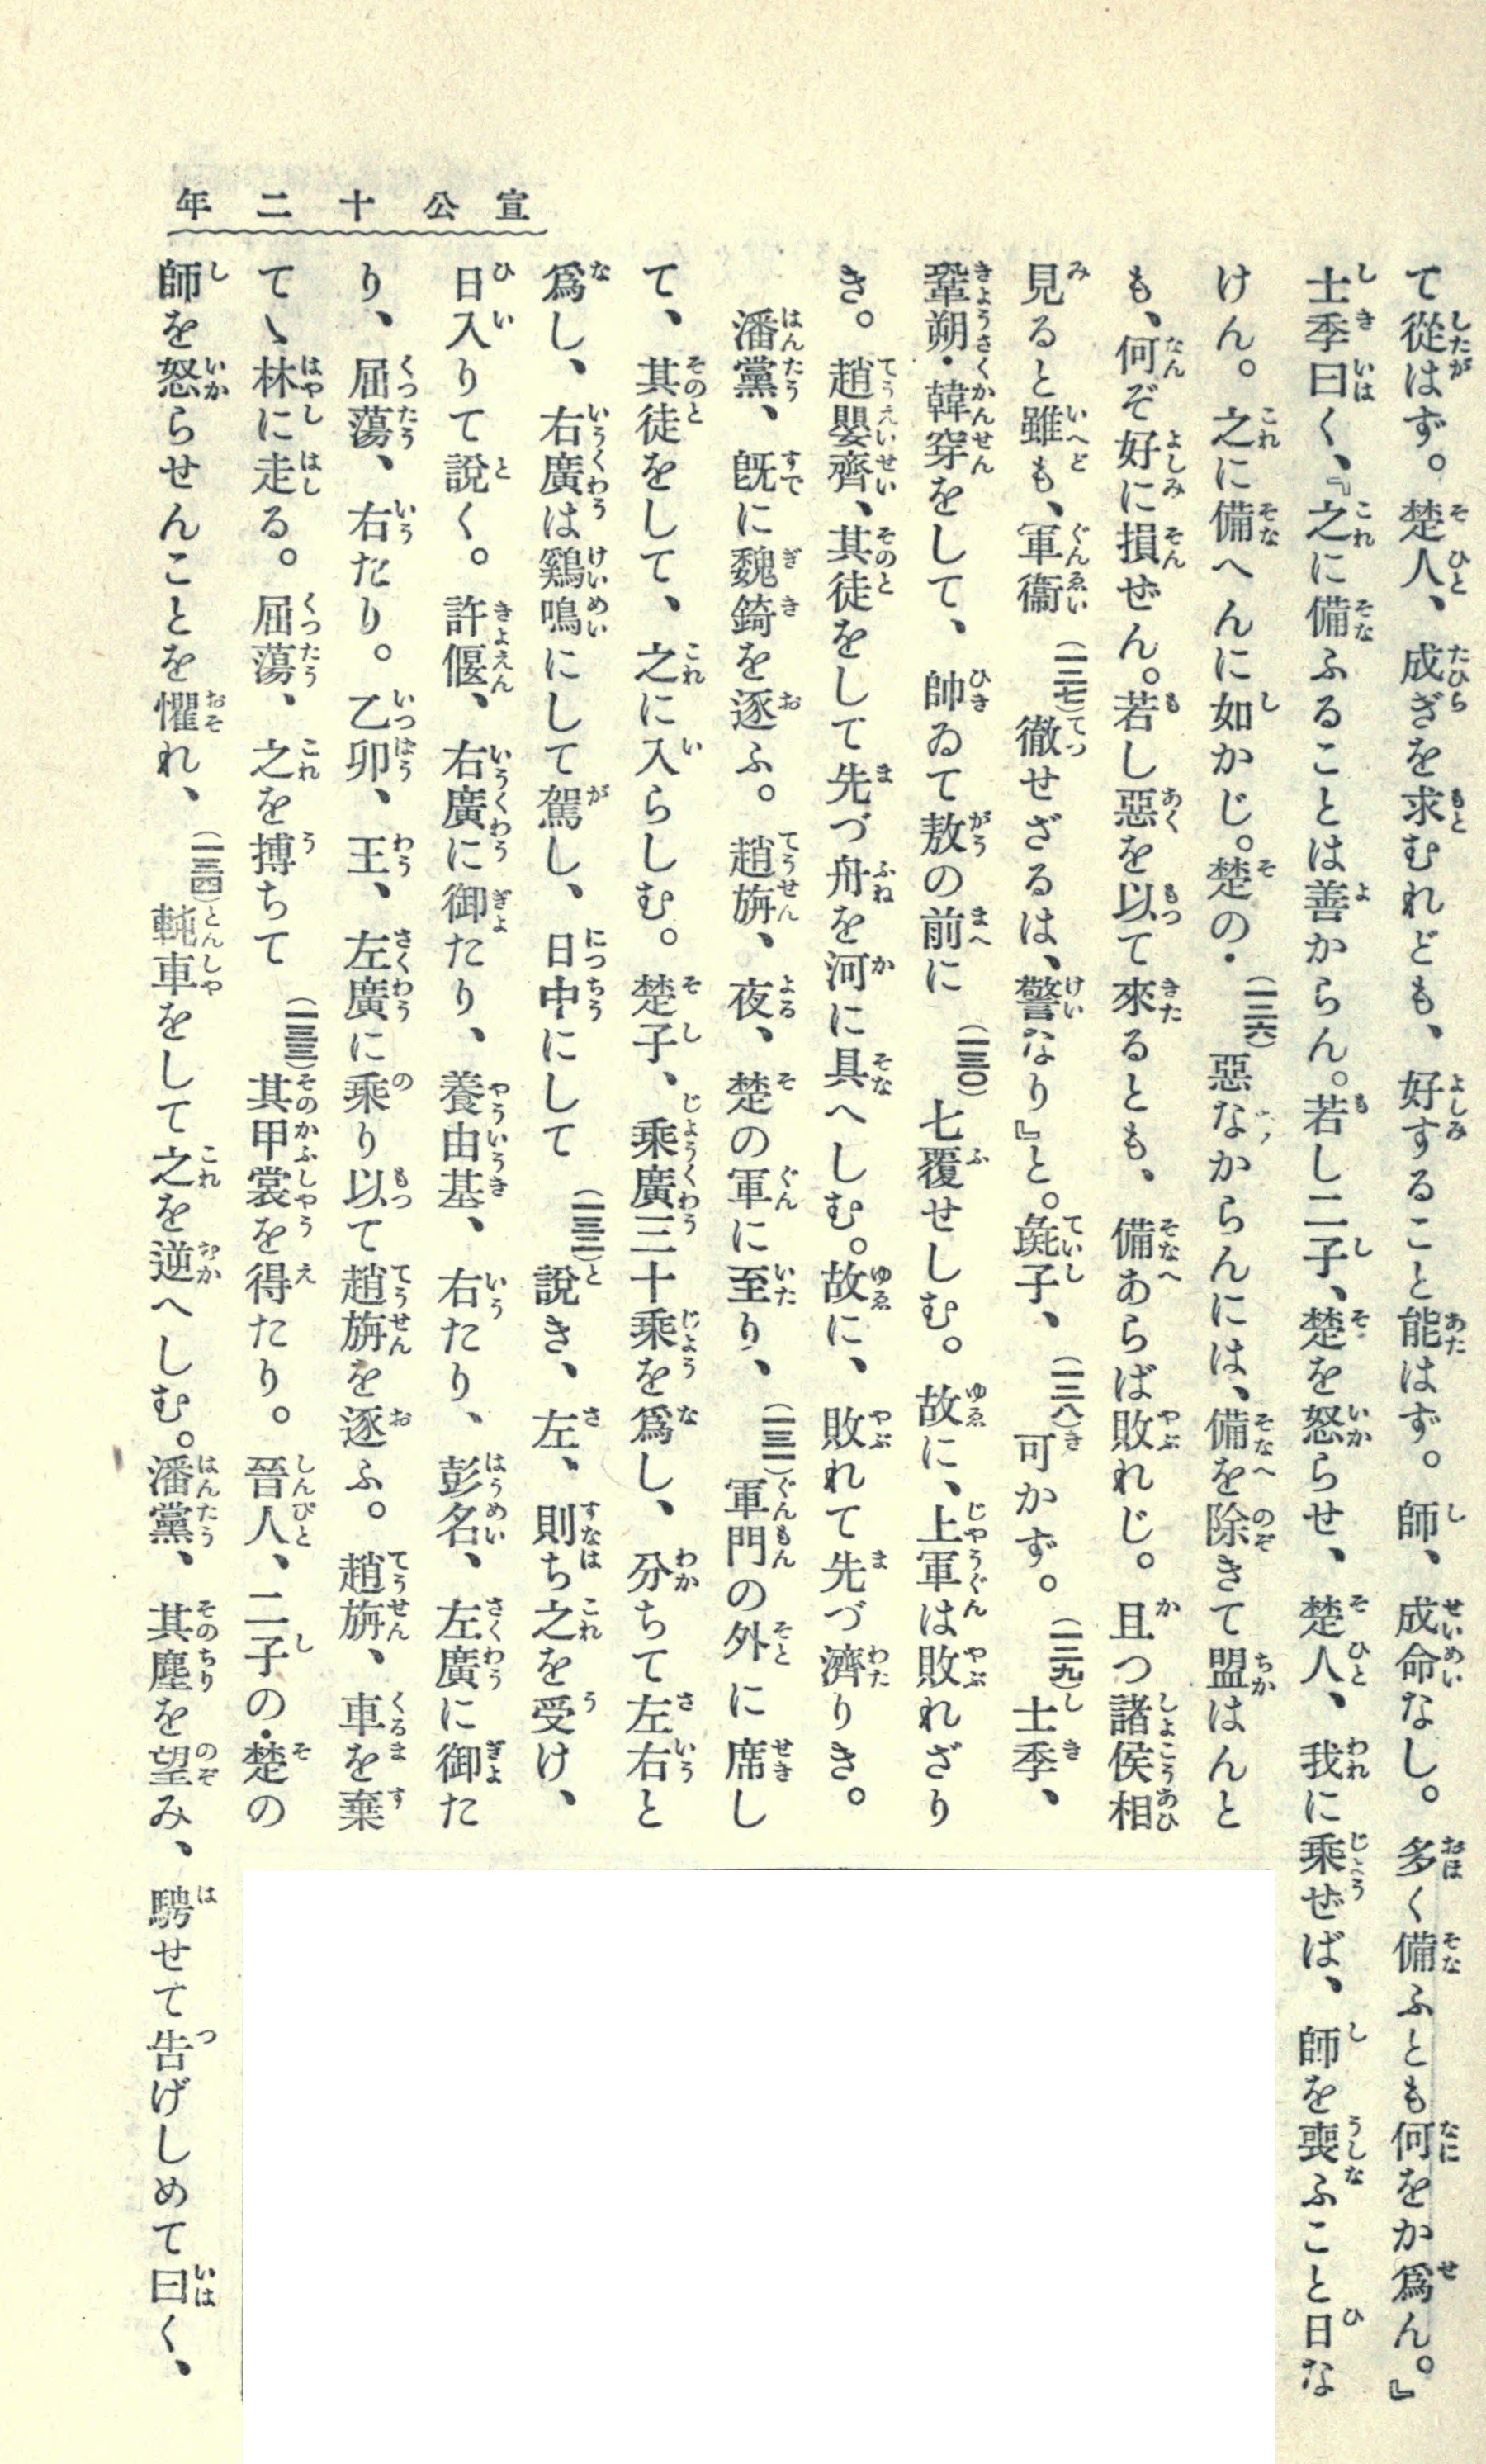 宣公十二年
て從はず。楚人、成ぎを求むれども、好すること能はず。師、成命なし。多く備ふとも何をか爲ん。』
士季曰く、『之に備ふることは善からん。若し二子、楚を怒らせ、楚人、我に乘ぜば、師を喪ふこと日な
けん。之に備へんに如かじ。楚の・(一二六)惡なからんには、備を除きて盟はんと
も、何ぞ好に損ぜん。若し惡を以て來るとも、備あらば敗れじ。且つ諸侯相
見ると雖も、軍衞(一二七)徹せざるは、警なり』と。彘子、(一二八)可かず。(一二九)士季、
鞏朔・韓穿をして、帥ゐて敖の前に(一三〇)七覆せしむ。故に、上軍は敗れざり
き。趙嬰齊、其徒をして先づ舟を河に具へしむ。故に、敗れて先づ濟りき。
潘黨、既に魏錡を逐ふ。趙旃、夜、楚の軍に至り、(一三一)軍門の外に席し
て、其徒をして、之に入らしむ。楚子、乘廣三十乘を爲し、分ちて左右と
爲し、右廣は鷄鳴にして駕し、日中にして(一三二)說き、左、則ち之を受け、
日入りて說く。許偃、右廣に御たり、養由基、右たり、彭名、左廣に御た
り、屈蕩、右たり。乙卯、王、左廣に乘り以て趙旃を逐ふ。趙旃、車を棄
てゝ林に走る。屈蕩、之を搏ちて(一三三)其甲裳を得たり。晉人、二子の・楚の
師を怒らせんことを懼れ、(一三四)軘車をして之を逆へしむ。潘黨、其塵を望み、騁せて告げしめて曰く、